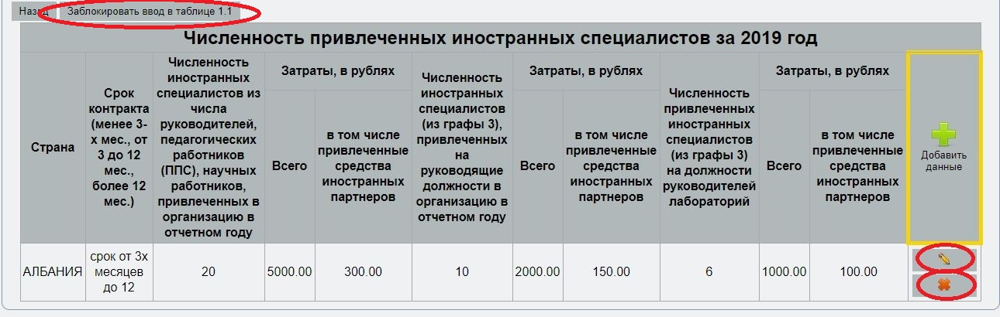 Назад Заблокировать ввод в таблице 1.1
Численность привлеченных иностранных специалистов за 2019 год
Страна
Срок
контракта
(менее 3-
х мес., от
3 до 12
мес.,
более 12
мес.)
Численность
иностранных
специалистов из
числа
руководителей,
педагогических
работников
(ППС), научных
работников,
привлеченных в
организацию в
отчетном году
Затраты, в рублях
Всего
в том числе
привлеченные
средства
иностранных
партнеров
Численность
иностранных
специалистов
(из графы 3),
привлеченных
на
руководящие
должности в
организацию в
отчетном году
Затраты, в рублях
Всего
в том числе
привлеченные
средства
иностранных
партнеров
Численность
привлеченных
иностранных
специалистов
(из графы 3)
на должности
руководителей
лабораторий
Затраты, в рублях
Всего
в том числе
привлеченные
средства
иностранных
партнеров
Добавить
данные
АЛБАНИЯ
срок от 3х
месяцев
до 12
20
5000.00
300.00
10
2000.00
150.00
6
1000.00
100.00